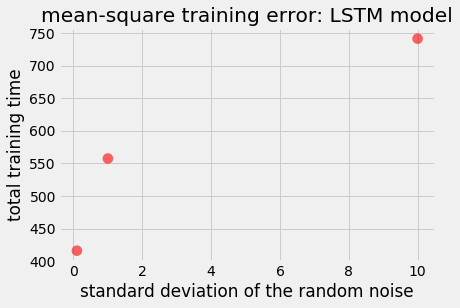 mean-square training error: LSTM model
total training time
750
700
650
600
550
500
450
400
0 2 4 6 8 10
standard deviation of the random noise